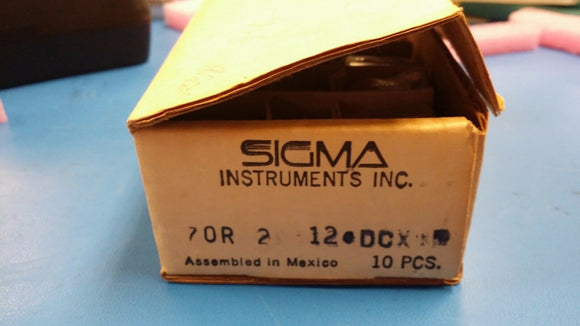 SIGMA
INSTRUMENTS INC.
70R 2 12•DCX
Assembled in Mexico 10 PCS.